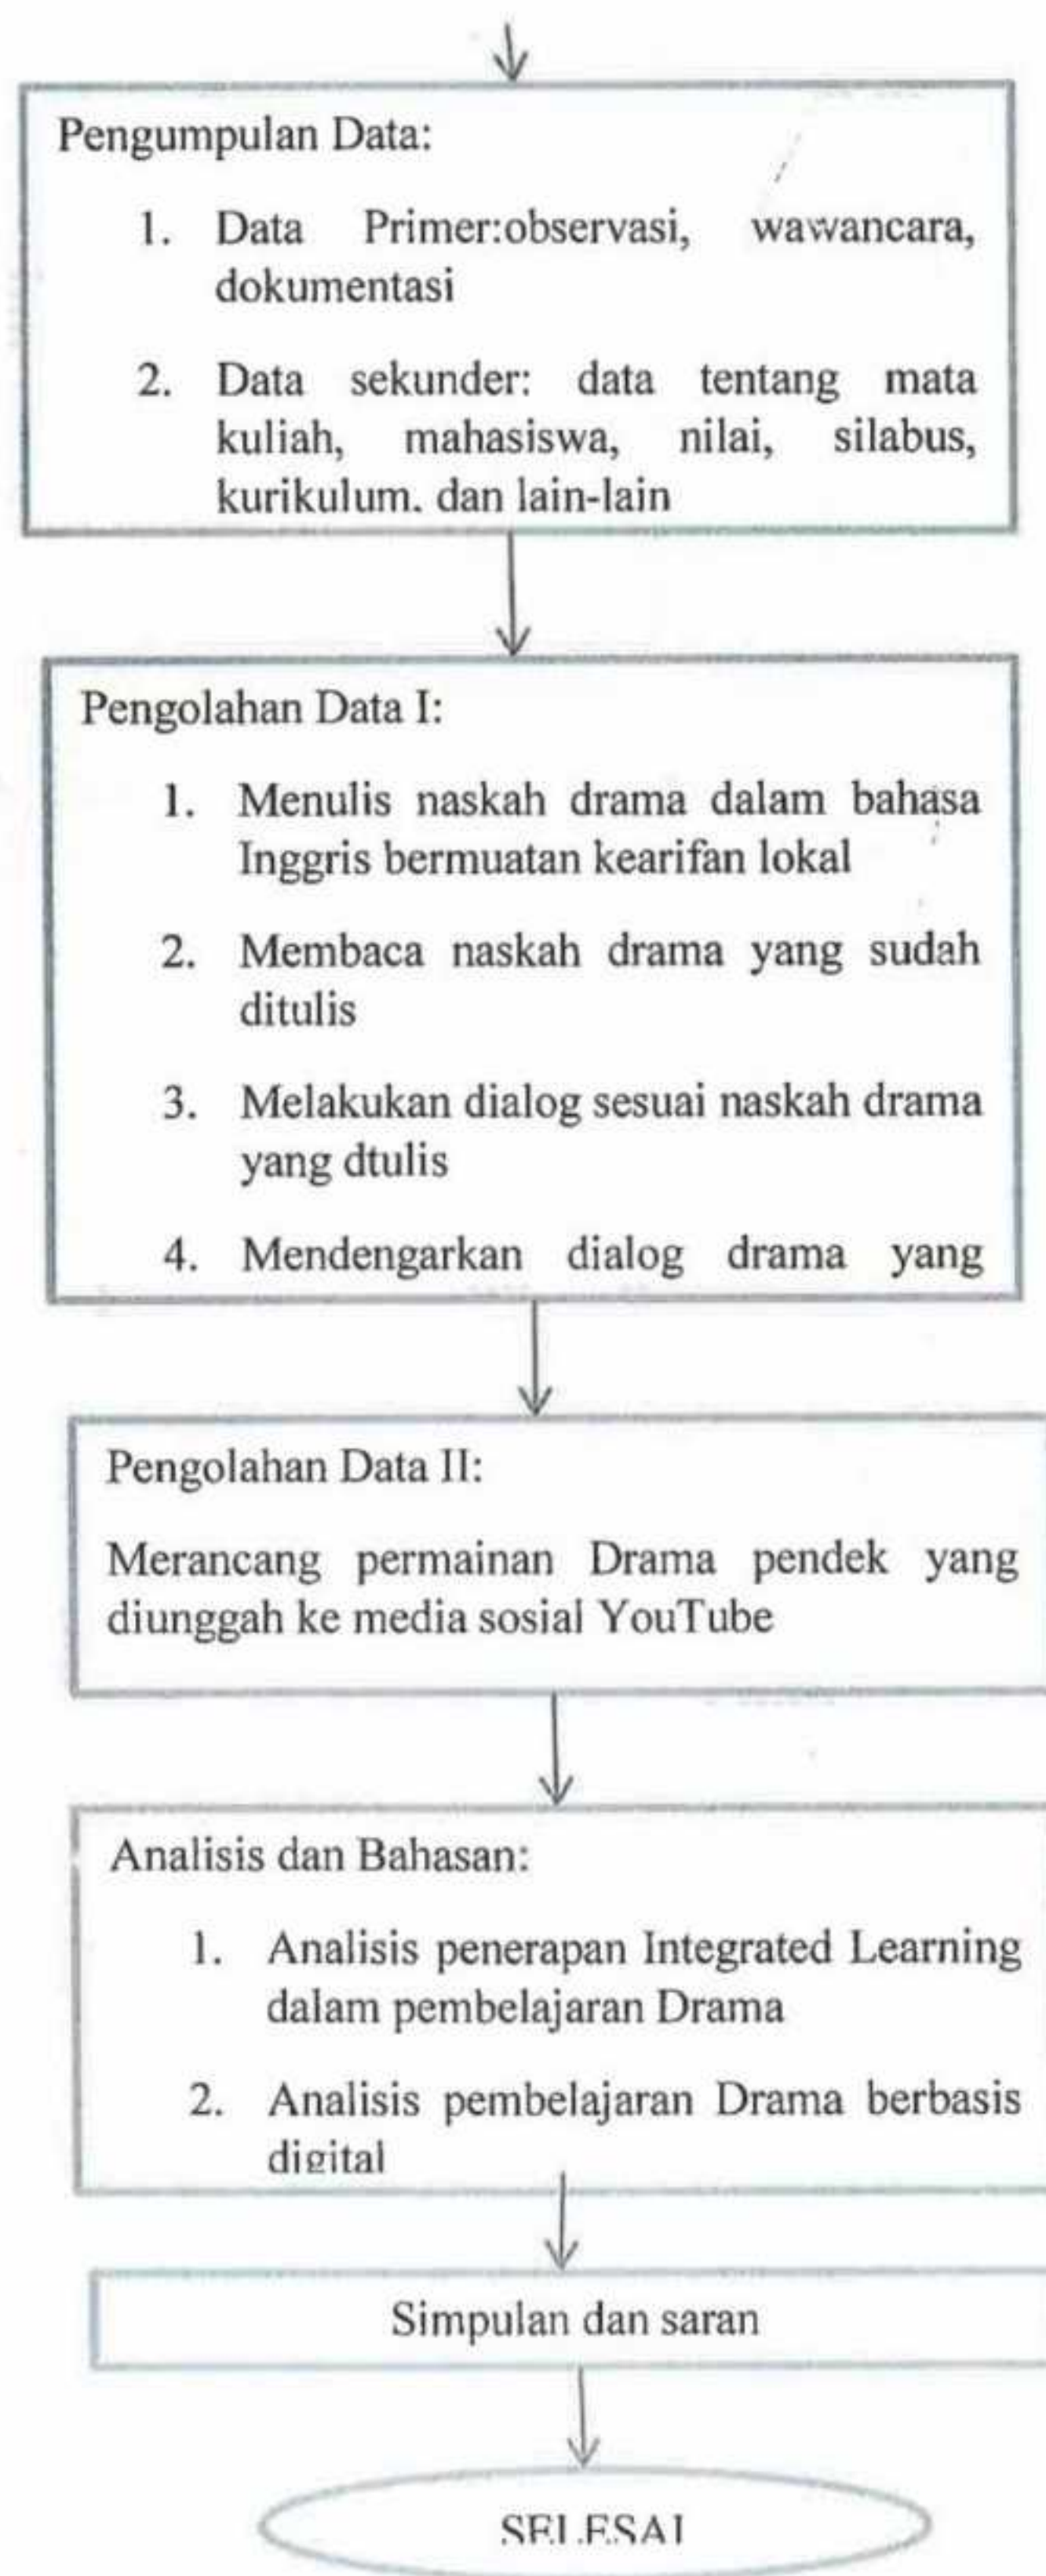 Pengumpulan Data:
1. Data Primer:observasi, wawancara,
dokumentasi
2. Data sekunder: data tentang mata
kuliah, mahasiswa, nilai, silabus,
kurikulum. dan lain-lain
Pengolahan Data I:
1. Menulis naskah drama dalam bahasa
Inggris bermuatan kearifan lokal
2. Membaca naskah drama yang sudah
ditulis
3. Melakukan dialog sesuai naskah drama
yang dtulis
4. Mendengarkan dialog drama yang
Pengolahan Data II:
Merancang permainan Drama pendek yang
diunggah ke media sosial YouTube
Analisis dan Bahasan:
1. Analisis penerapan Integrated Learning
dalam pembelajaran Drama
2. Analisis pembelajaran Drama berbasis
digital
Simpulan dan saran
SELESAI